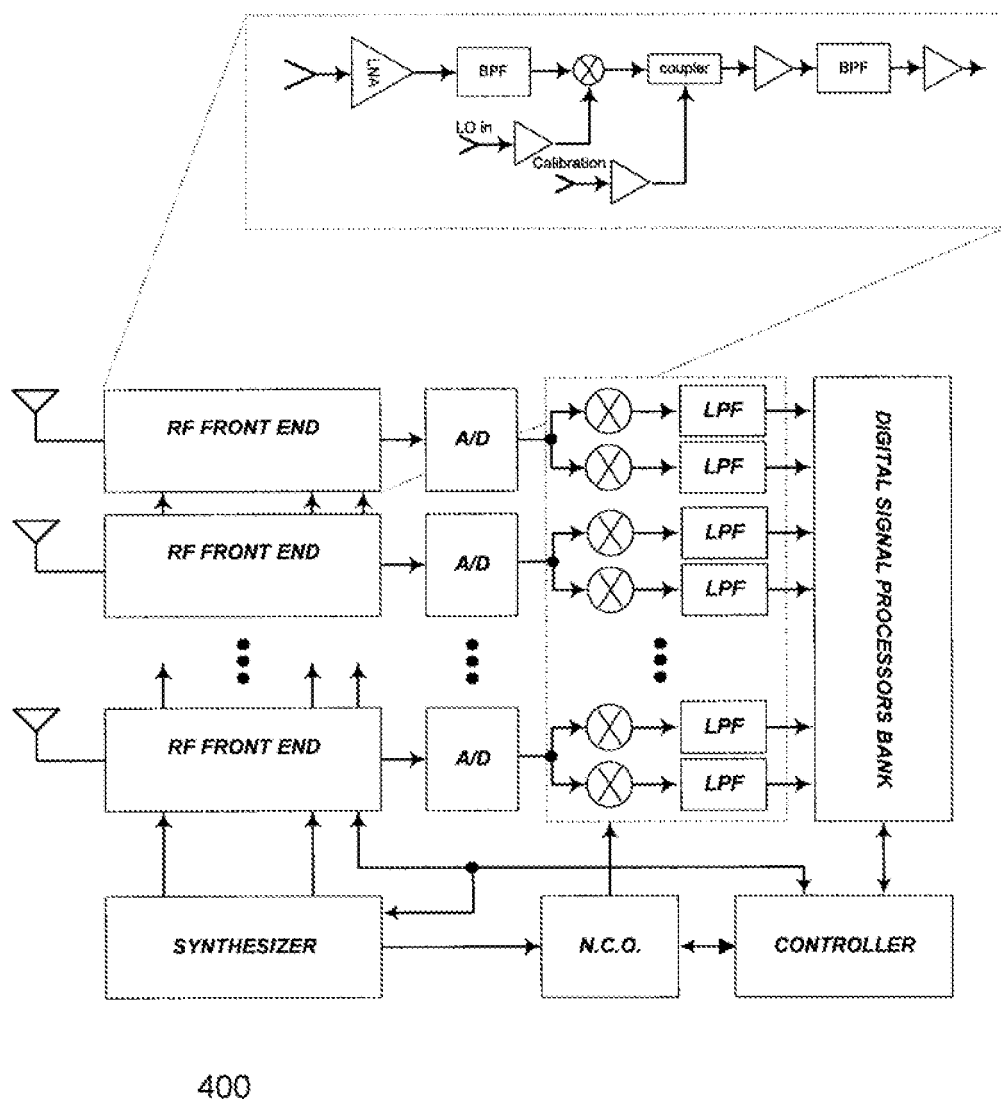 LNA
BPF
coupler
BPF
LO in
Calibration
RF FRONT END
A/D
LPF
LPF
RF FRONT END
A/D
LPF
LPF
RF FRONT END
A/D
LPF
LPF
DIGITAL SIGNAL PROCESSORS BANK
SYNTHESIZER
N.C.O.
CONTROLLER
400